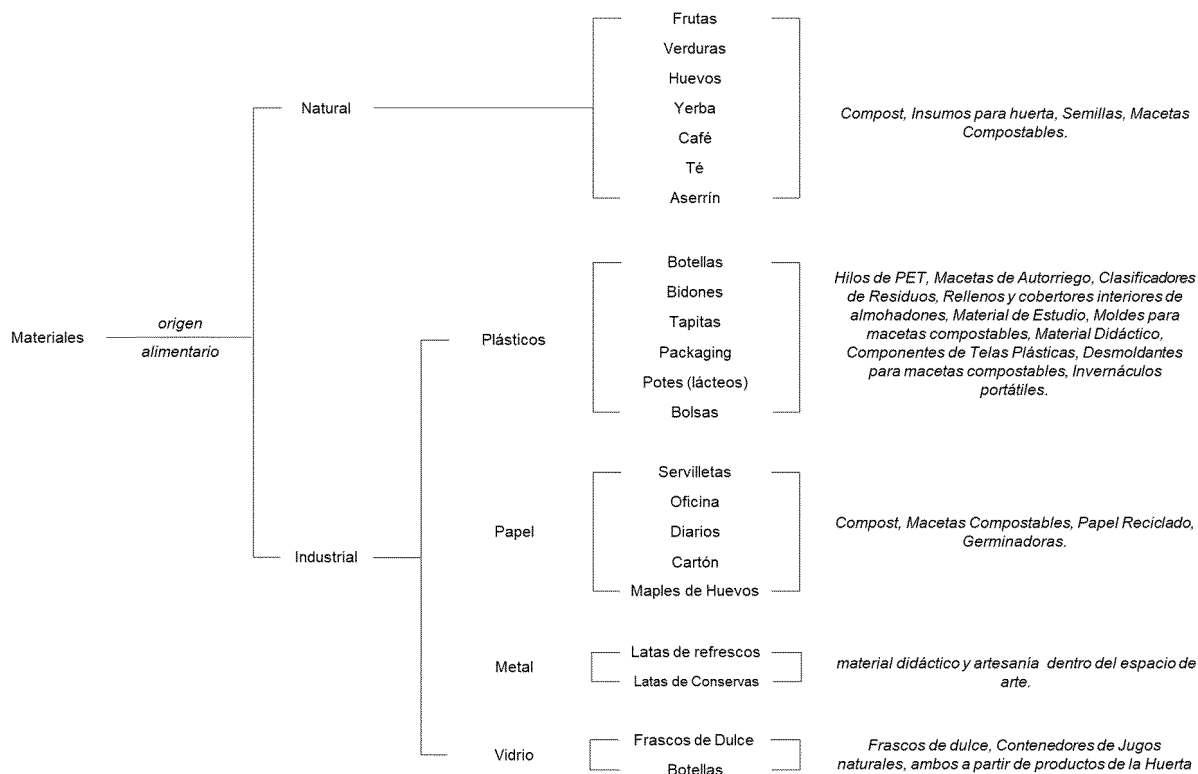 Materiales
origen
alimentario
Natural
Frutas
Verduras
Huevos
Yerba
Café
Té
Aserrín
Compost, Insumos para huerta, Semillas, Macetas
Compostables.
Industrial
Plásticos
Botellas
Bidones
Tapitas
Packaging
Potes (lácteos)
Bolsas
Hilos de PET, Macetas de Autorriego, Clasificadores
de Residuos, Rellenos y cobertores interiores de
almohadones, Material de Estudio, Moldes para
macetas compostables, Material Didáctico,
Componentes de Telas Plásticas, Desmoldantes
para macetas compostables, Invernáculos
portátiles.
Papel
Servilletas
Oficina
Diarios
Cartón
Maples de Huevos
Compost, Macetas Compostables, Papel Reciclado,
Germinadoras.
Metal
Latas de refrescos
Latas de Conservas
material didáctico y artesanía dentro del espacio de
arte.
Vidrio
Frascos de Dulce
Botellas
Frascos de dulce, Contenedores de Jugos
naturales, ambos a partir de productos de la Huerta